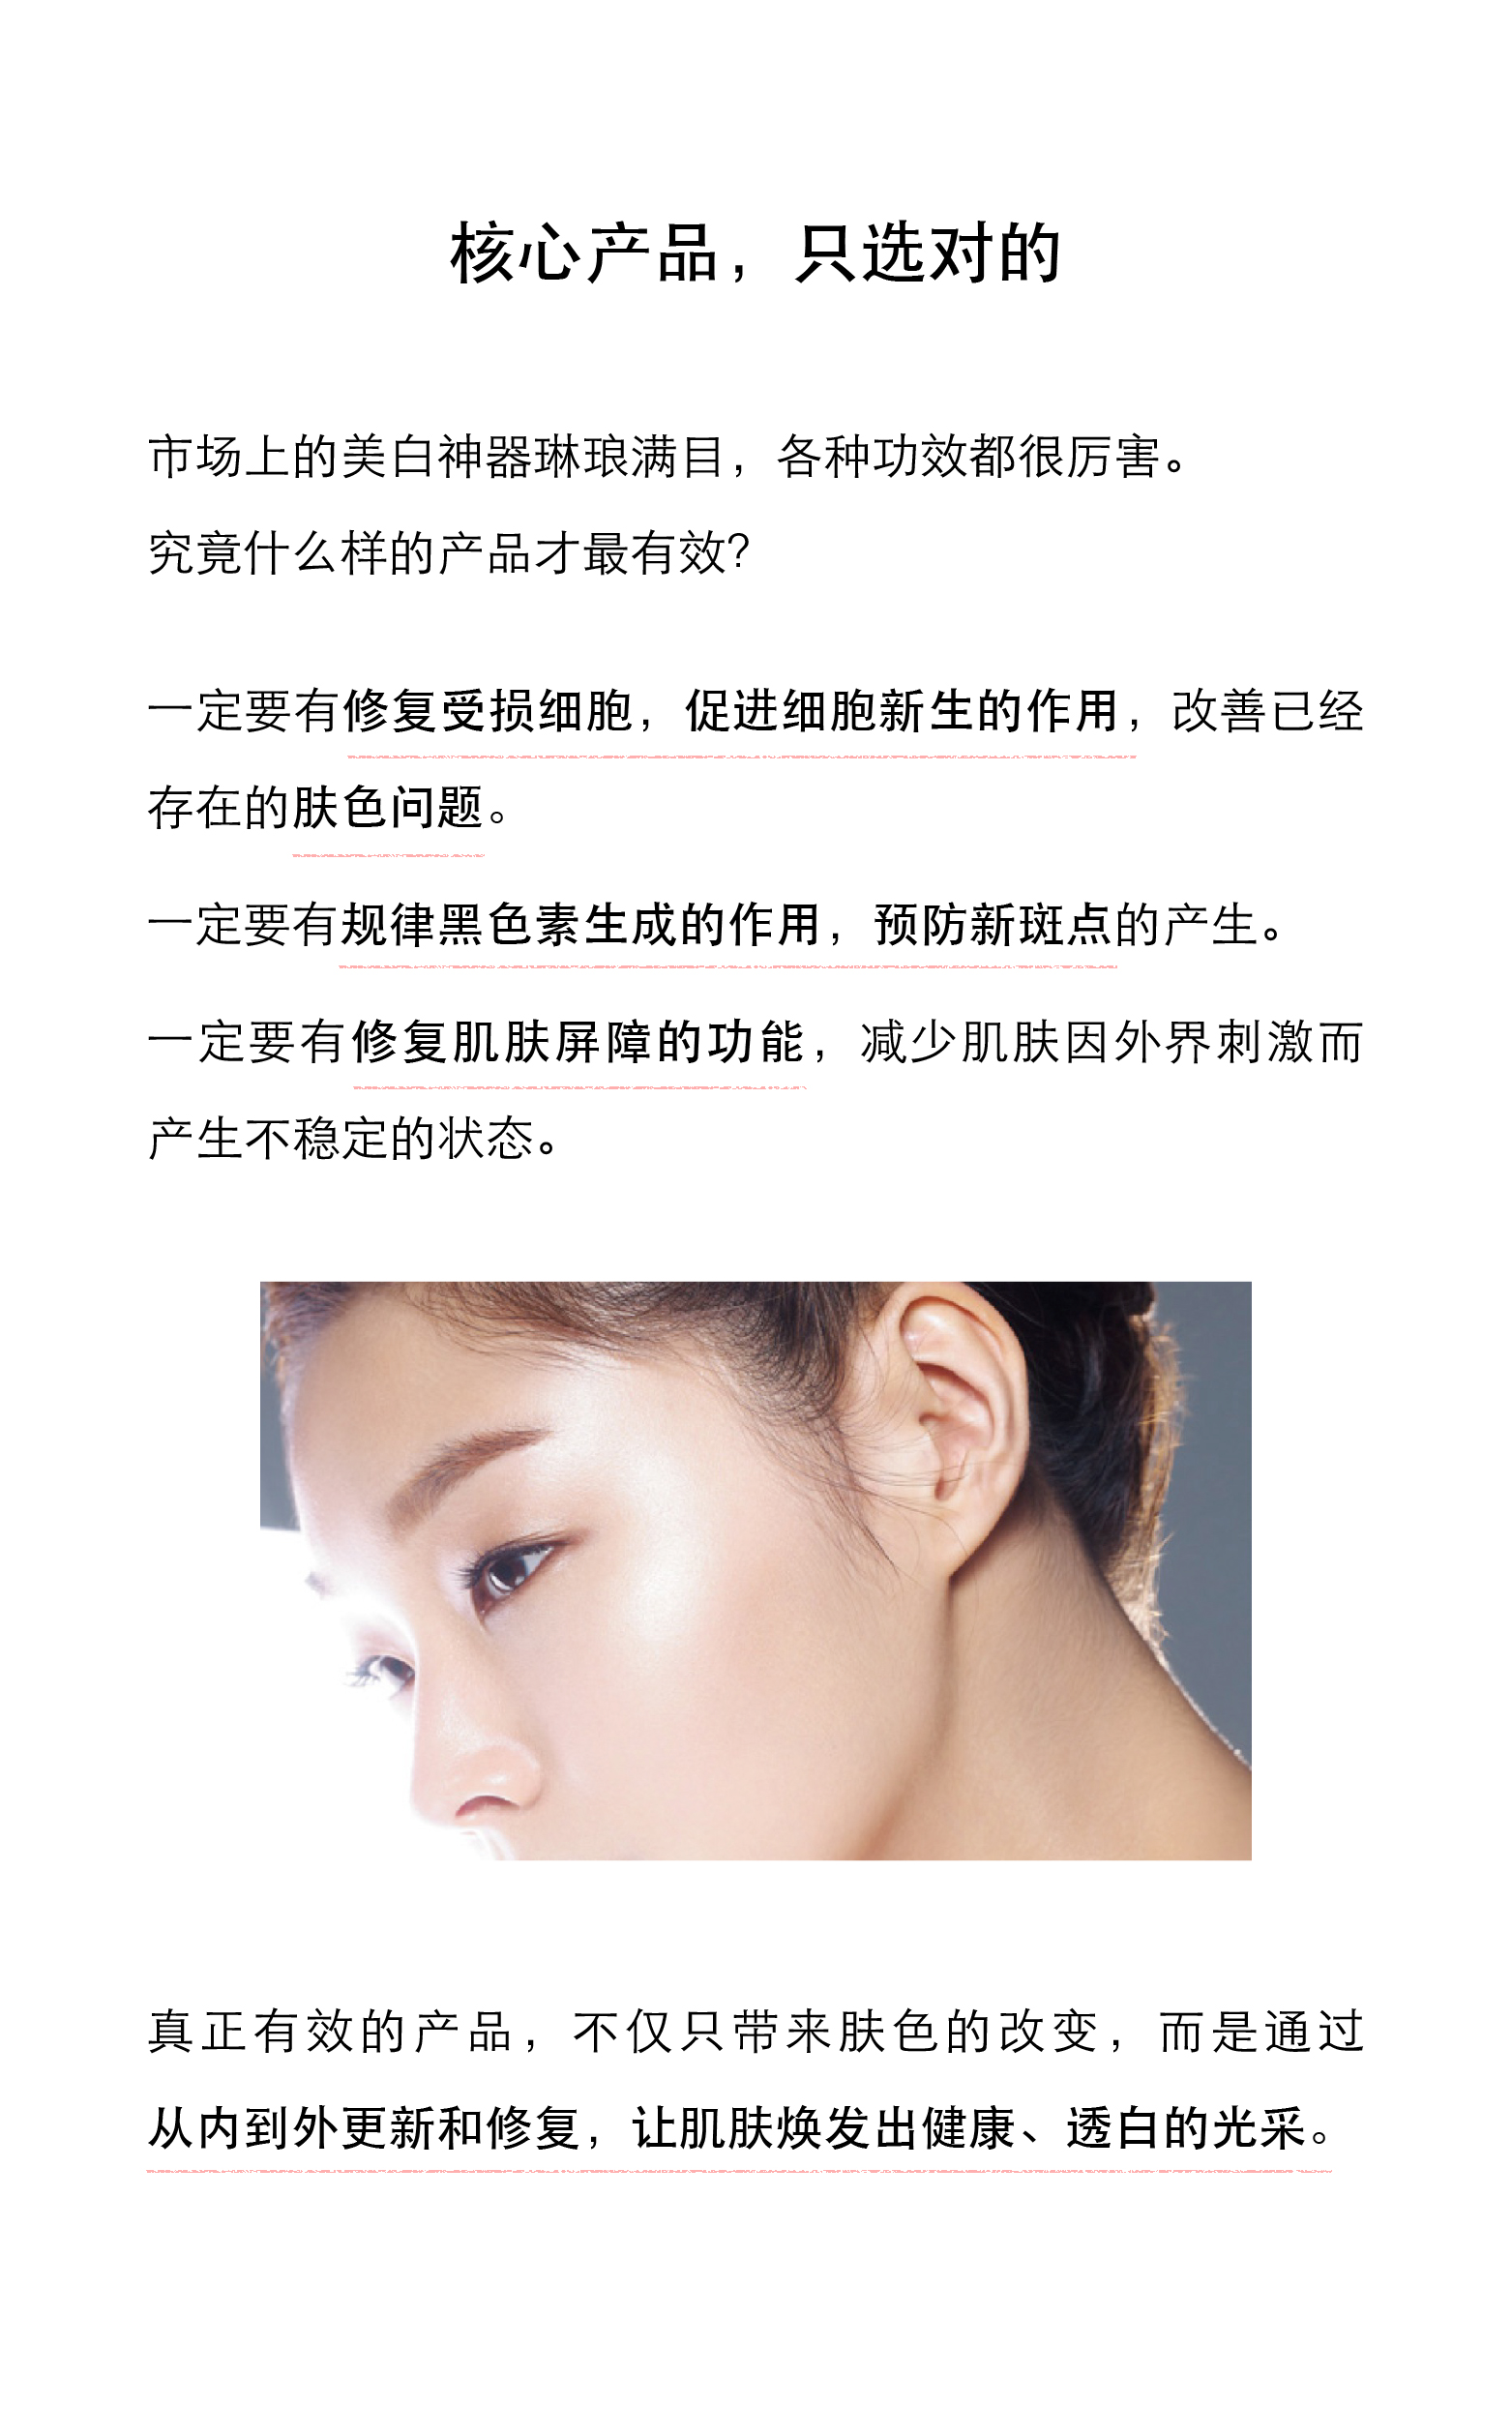 核心产品，只选对的
市场上的美白神器琳琅满目，各种功效都很厉害。
究竟什么样的产品才最有效？
一定要有修复受损细胞，促进细胞新生的作用，改善已经
存在的肤色问题。
一定要有规律黑色素生成的作用，预防新斑点的产生。
一定要有修复肌肤屏障的功能，减少肌肤因外界刺激而
产生不稳定的状态。
真正有效的产品，不仅只带来肤色的改变，而是通过
从内到外更新和修复，让肌肤焕发出健康、透白的光采。